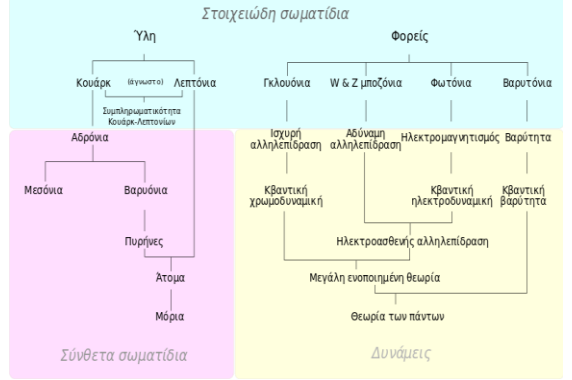 Στοιχειώδη σωματίδια
Ύλη
Φορείς
Κουάρκ
(άγνωστο)
Λεπτόνια
Γκλουόνια
W & Z μποζόνια
Φωτόνια
Βαρυτόνια
Συμπληρωματικότητα
Κουάρκ-Λεπτονίων
Αδρόνια
Ισχυρή
αλληλεπίδραση
Αδύναμη
αλληλεπίδραση
Ηλεκτρομαγνητισμός
Βαρύτητα
Μεσόνια
Βαρυόνια
Κβαντική
χρωμοδυναμική
Κβαντική
ηλεκτροδυναμική
Κβαντική
βαρύτητα
Πυρήνες
Ηλεκτροασθενής αλληλεπίδραση
Άτομα
Μεγάλη ενοποιημένη θεωρία
Μόρια
Θεωρία των πάντων
Σύνθετα σωματίδια
Δυνάμεις